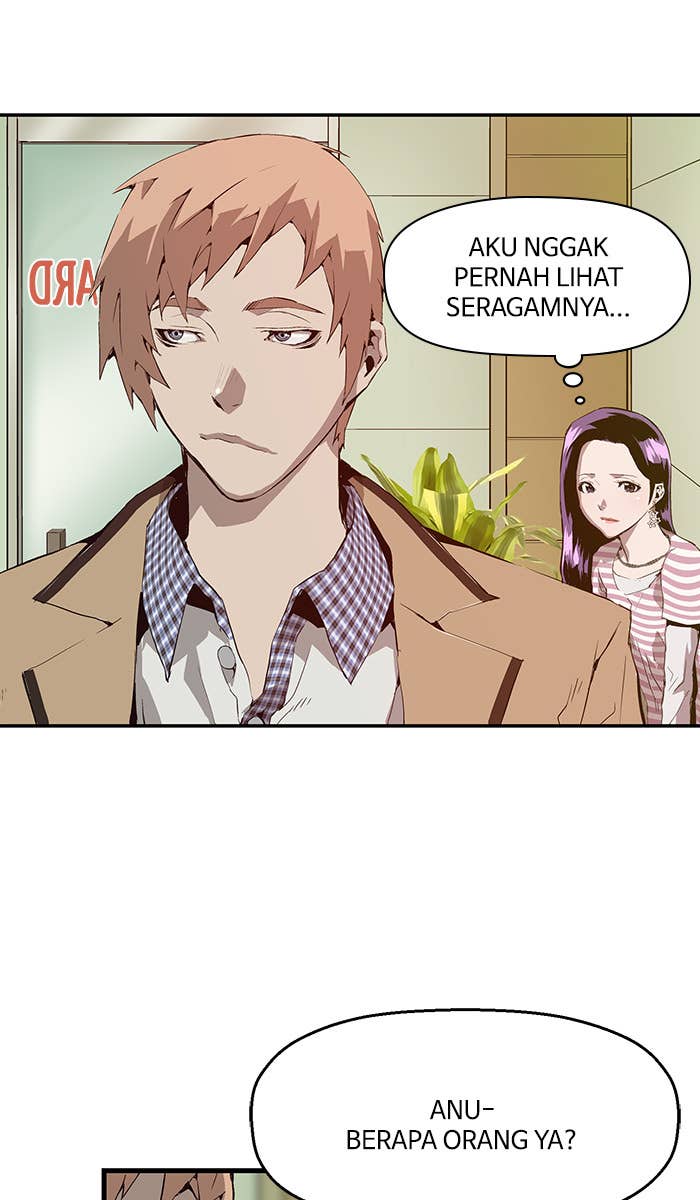 AKU NGGAK
PERNAH LIHAT
SERAGAMNYA...
ARD
ANU-
BERAPA ORANG YA?